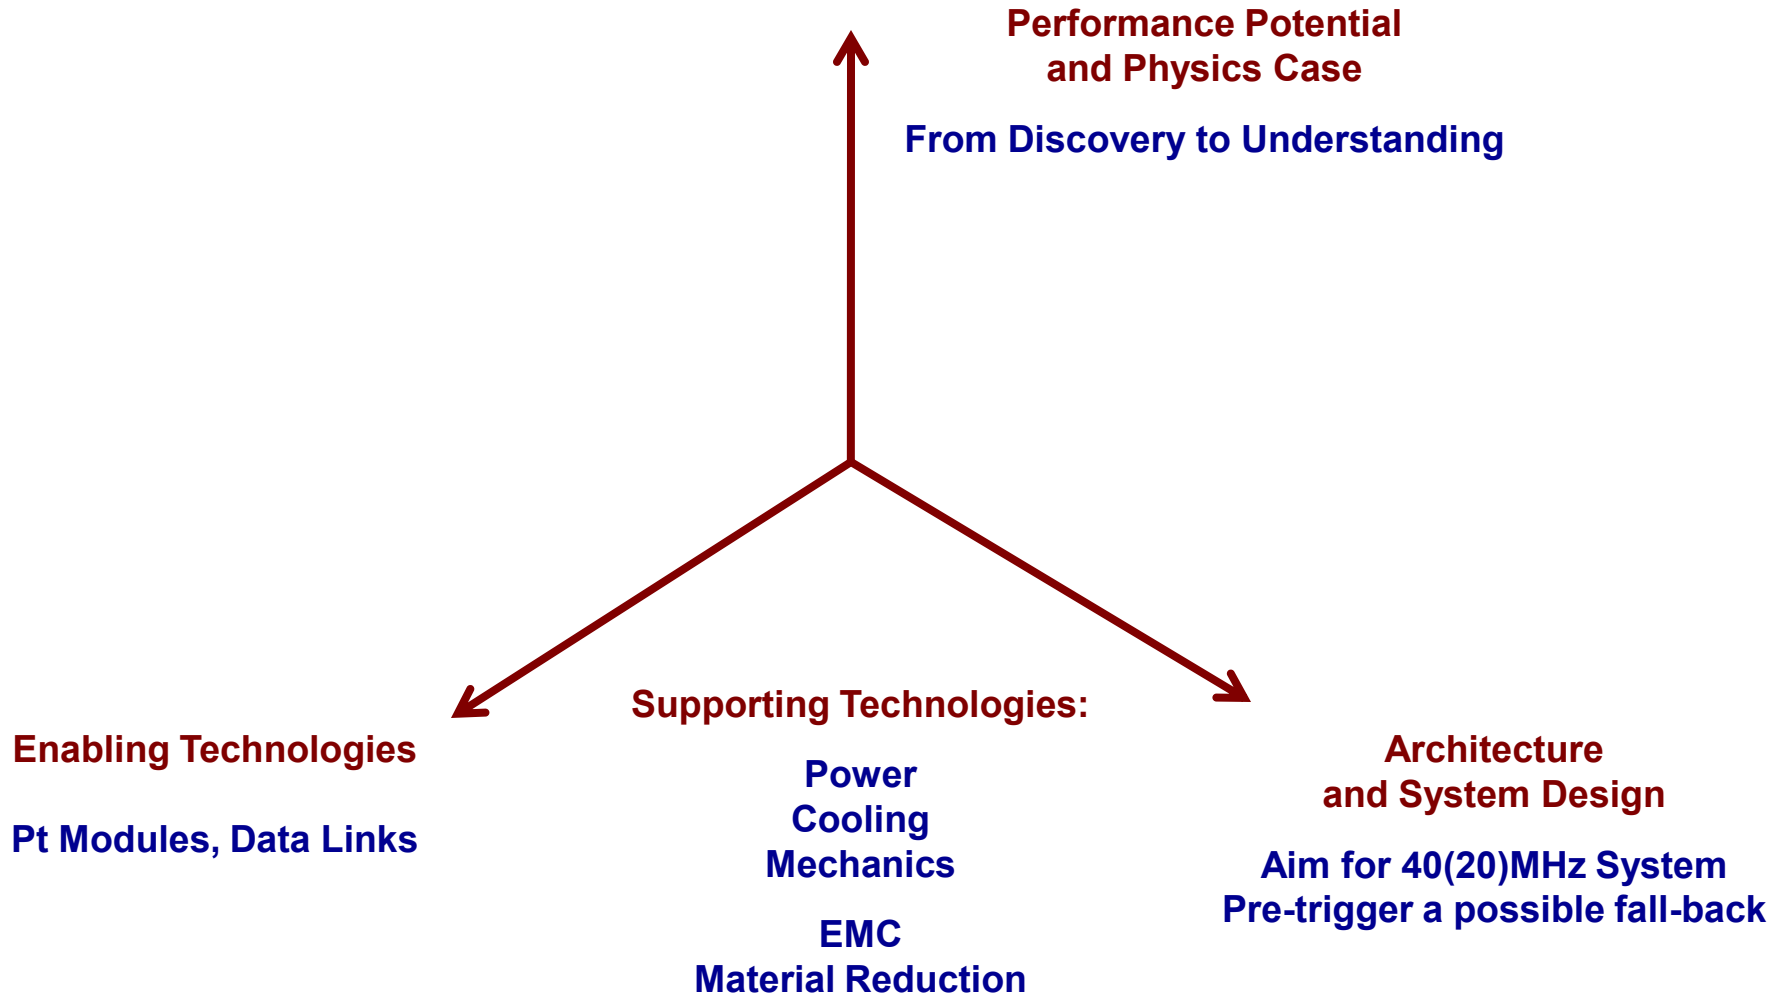 Performance Potential
and Physics Case
From Discovery to Understanding
Enabling Technologies
Pt Modules, Data Links
Supporting Technologies:
Power
Cooling
Mechanics
EMC
Material Reduction
Architecture
and System Design
Aim for 40(20)MHz System
Pre-trigger a possible fall-back